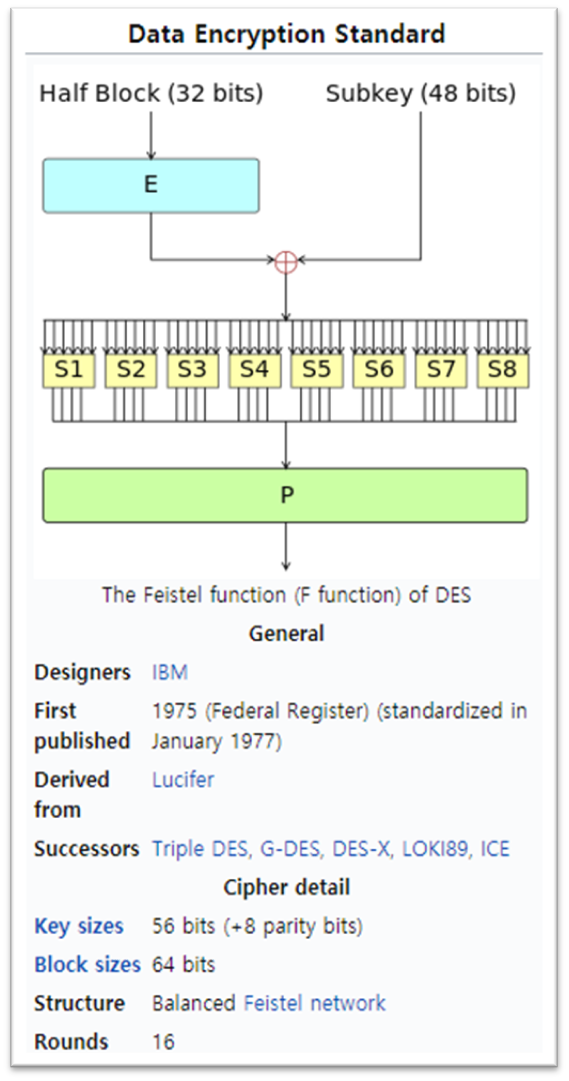 Data Encryption Standard
Half Block (32 bits) Subkey (48 bits)
E
S1 S2 S3 S4 S5 S6 S7 S8
P
The Feistel function (F function) of DES
General
Designers IBM
First 1975 (Federal Register) (standardized in
published January 1977)
Derived Lucifer
from
Successors Triple DES, G-DES, DES-X, LOKI89, ICE
Cipher detail
Key sizes 56 bits (+8 parity bits)
Block sizes 64 bits
Structure Balanced Feistel network
Rounds 16